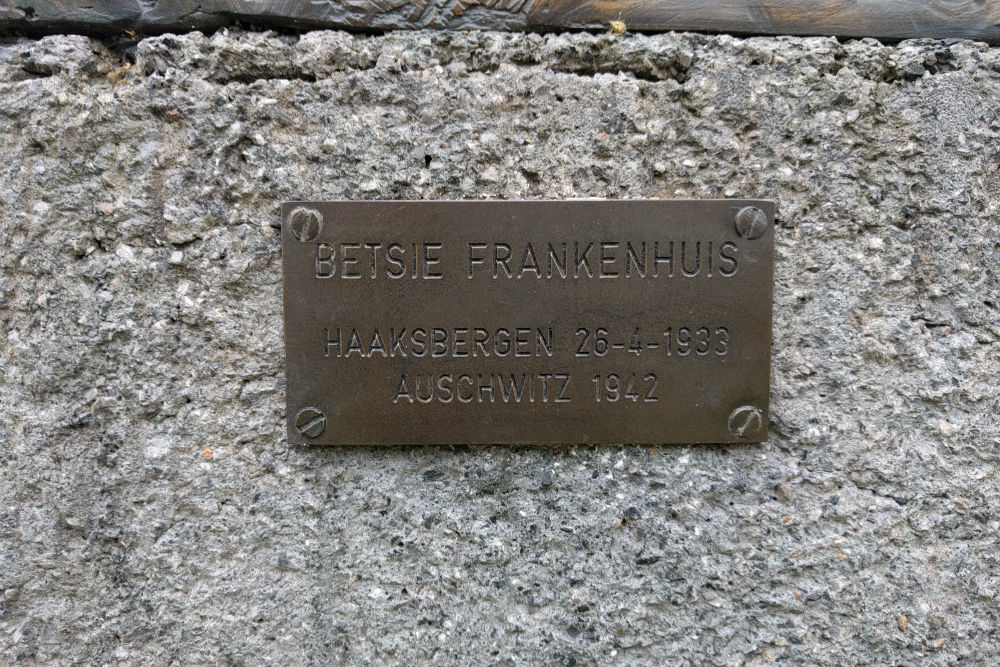 BETSIE FRANKENHUIS
HAAKSBERGEN 26-4-1933
AUSCHWITZ 1942